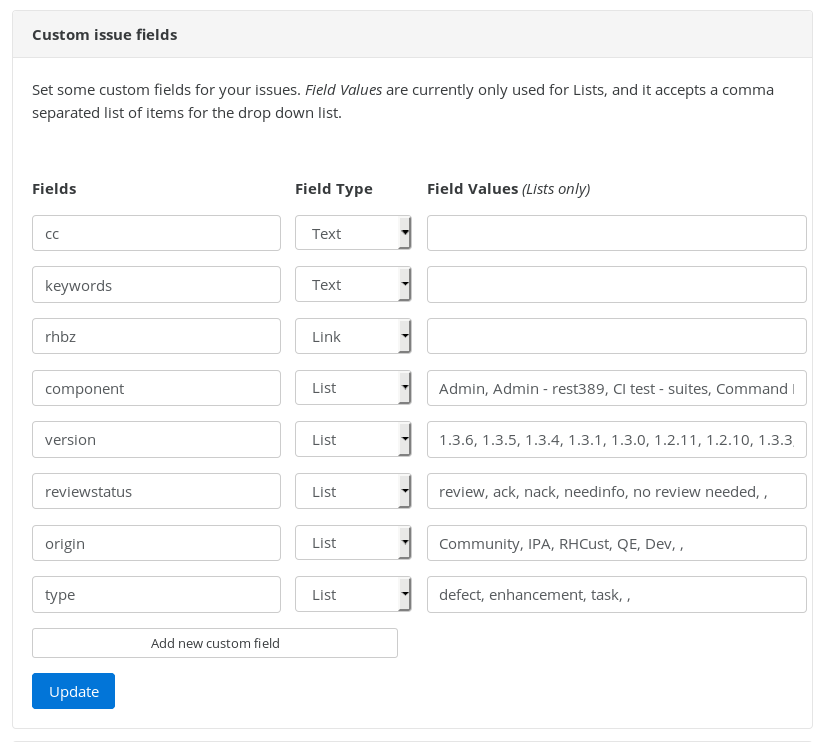 Custom issue fields
Set some custom fields for your issues. Field Values are currently only used for Lists, and it accepts a comma
separated list of items for the drop down list.
Fields Field Type Field Values (Lists only)
cc Text
keywords Text
rhbz Link
component List Admin, Admin - rest389, CI test - suites, Command
version List 1.3.6, 1.3.5, 1.3.4, 1.3.1, 1.3.0, 1.2.11, 1.2.10, 1.3.3,
reviewstatus List review, ack, nack, needinfo, no review needed, ,
origin List Community, IPA, RHCust, QE, Dev, ,
type List defect, enhancement, task, ,
Add new custom field
Update